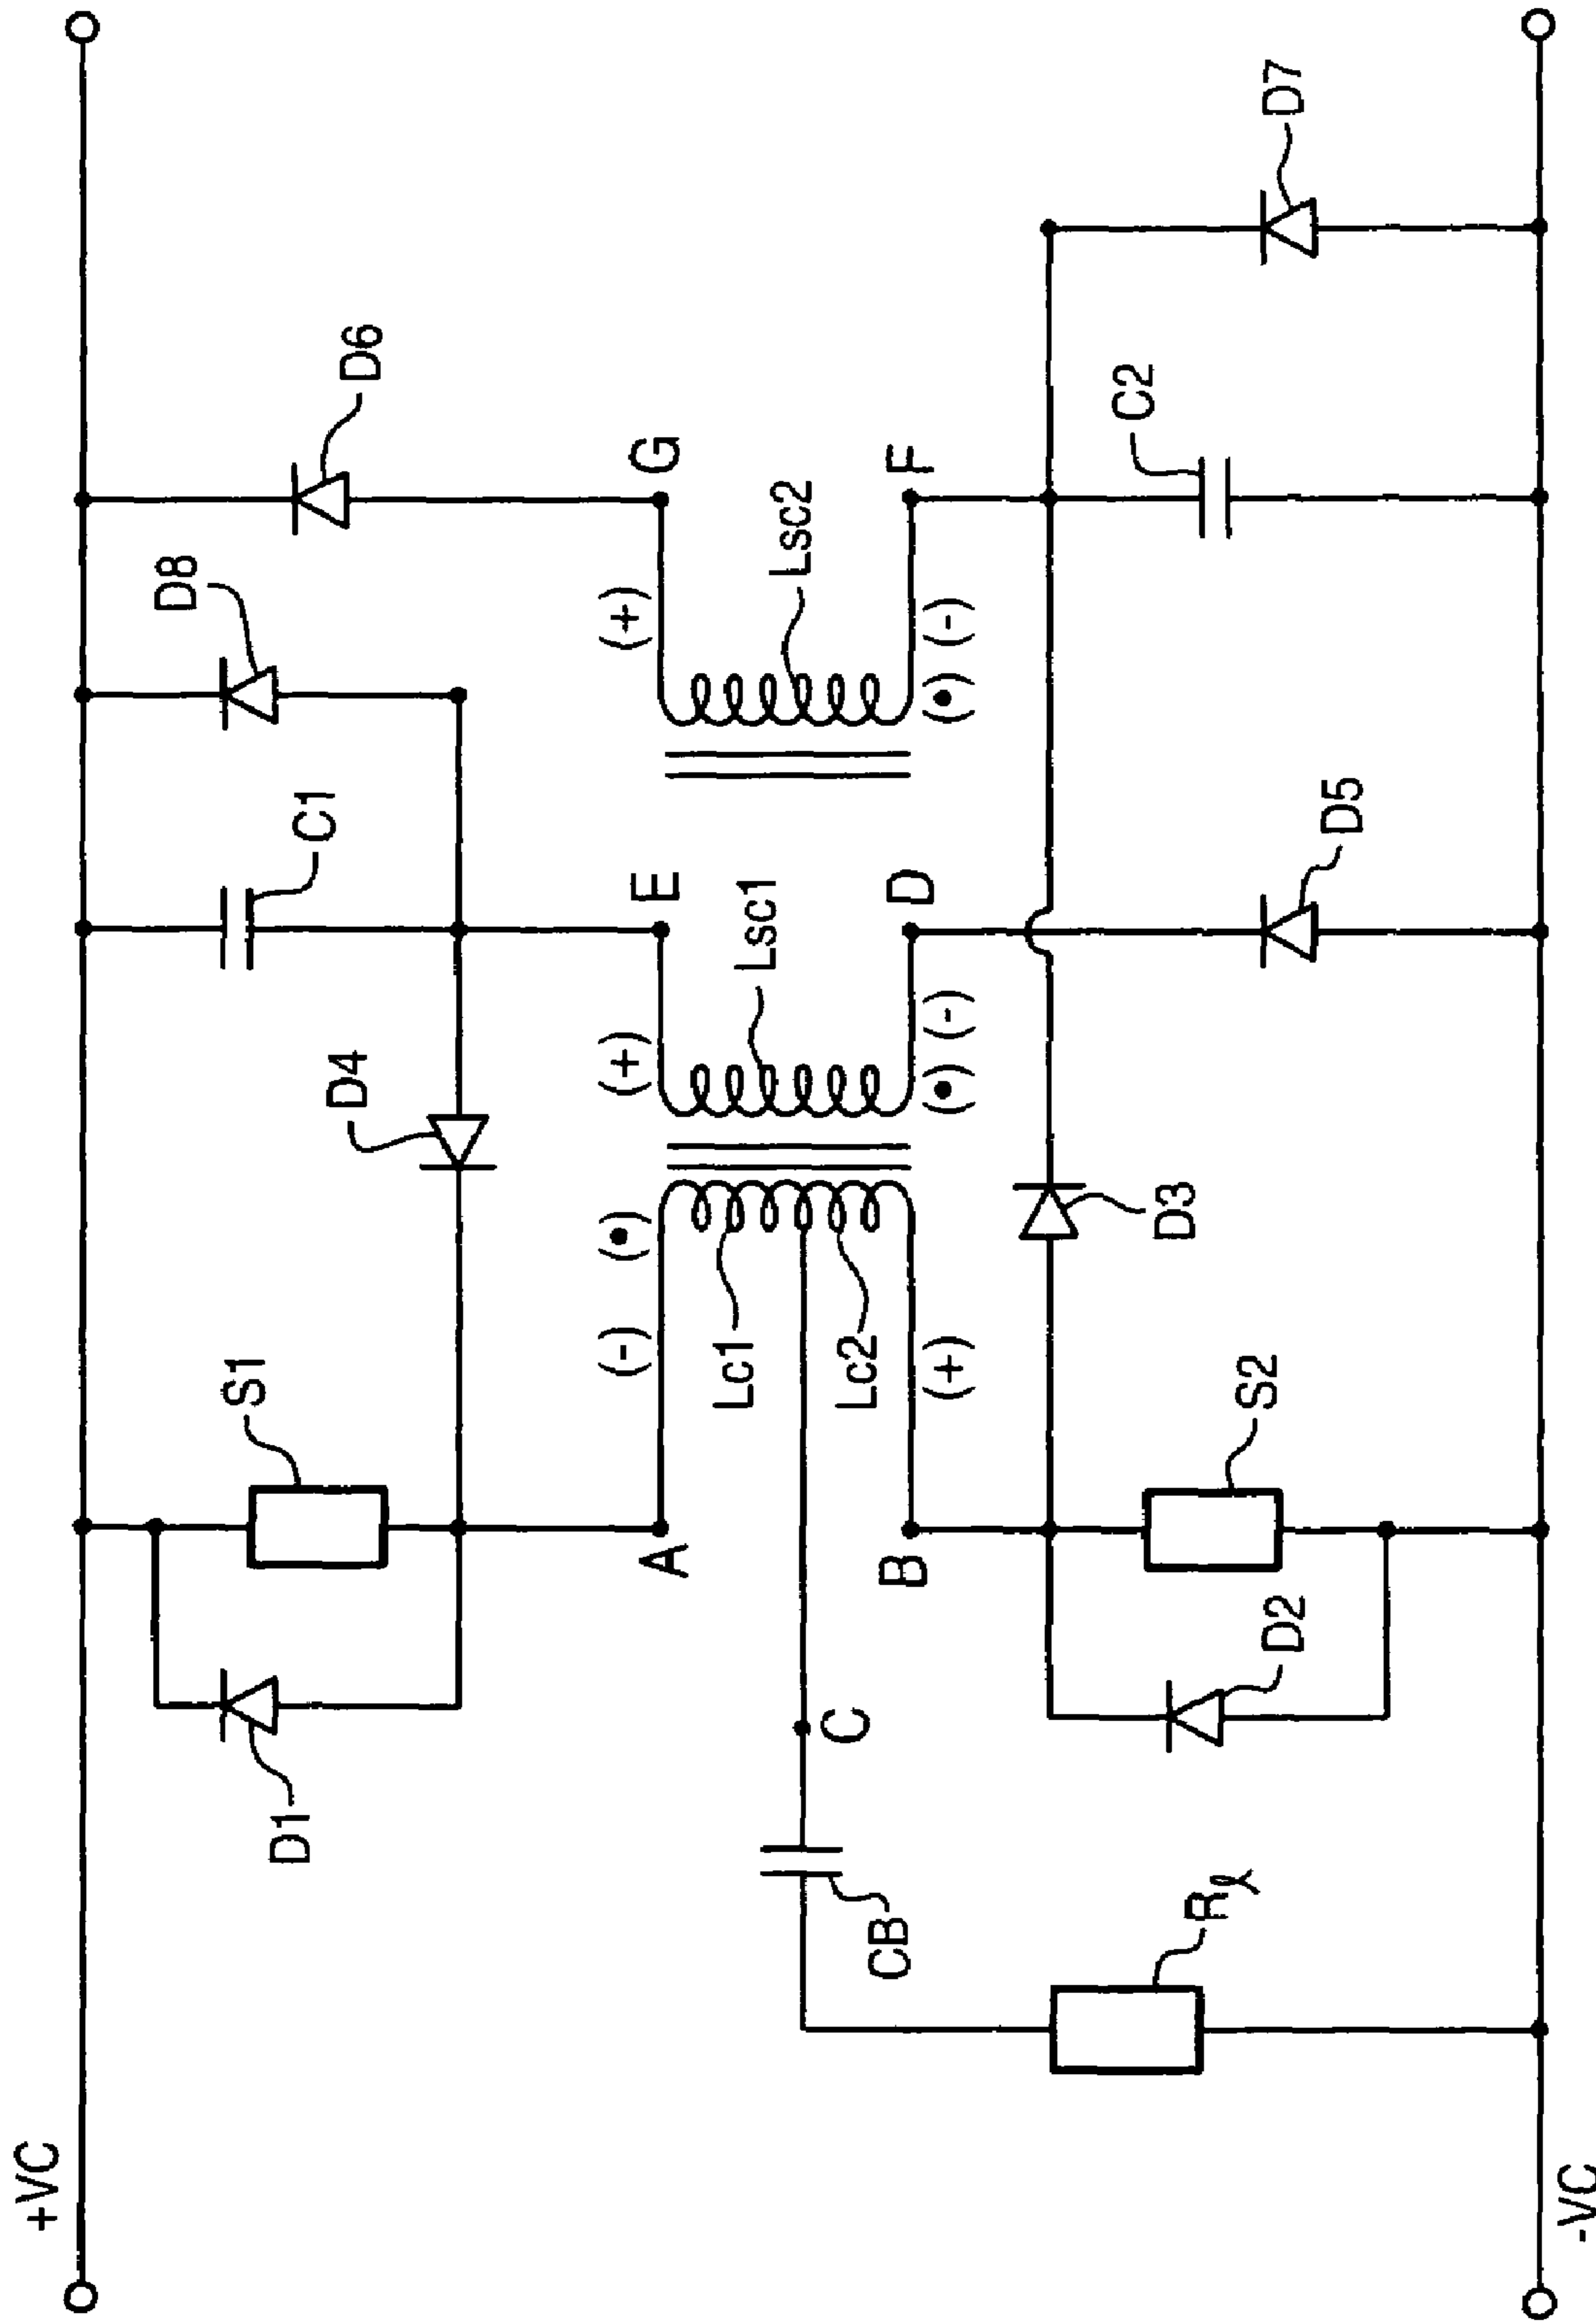 +VC
D1
S1
D4
C1
D8
D6
A
(-)
(•)
(+)
E
(+)
G
Lc1
Lsc1
Lsc2
C
Lc2
CB
B
(+)
(•)
(-)
D
(•)
(-)
F
D3
C2
Rℓ
D2
S2
D5
D7
-VC